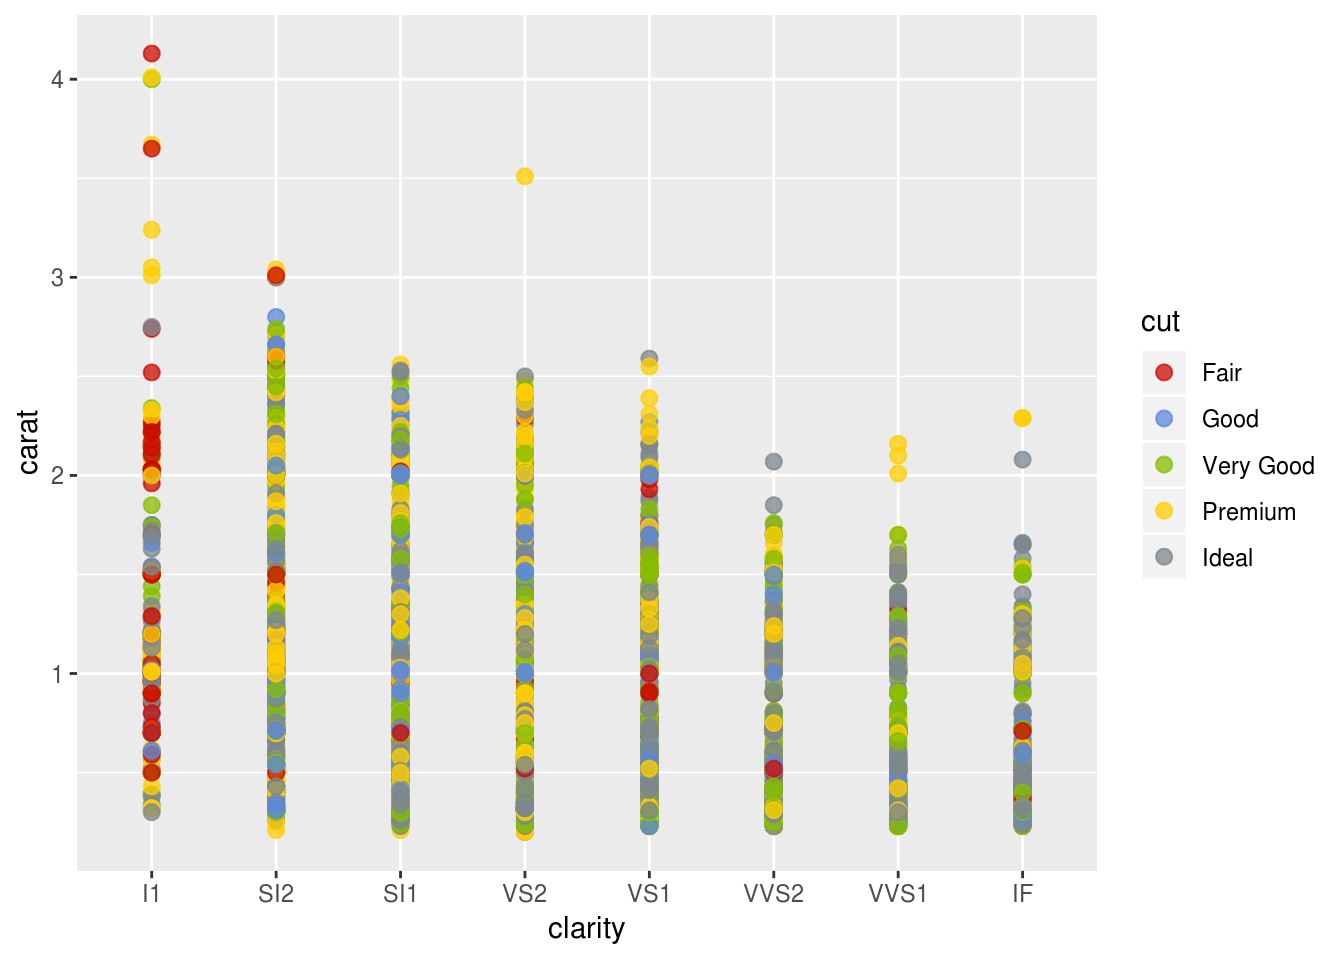 4
3
2
1
carat
I1 SI2 SI1 VS2 VS1 VVS2 VVS1 IF
clarity
cut
Fair
Good
Very Good
Premium
Ideal